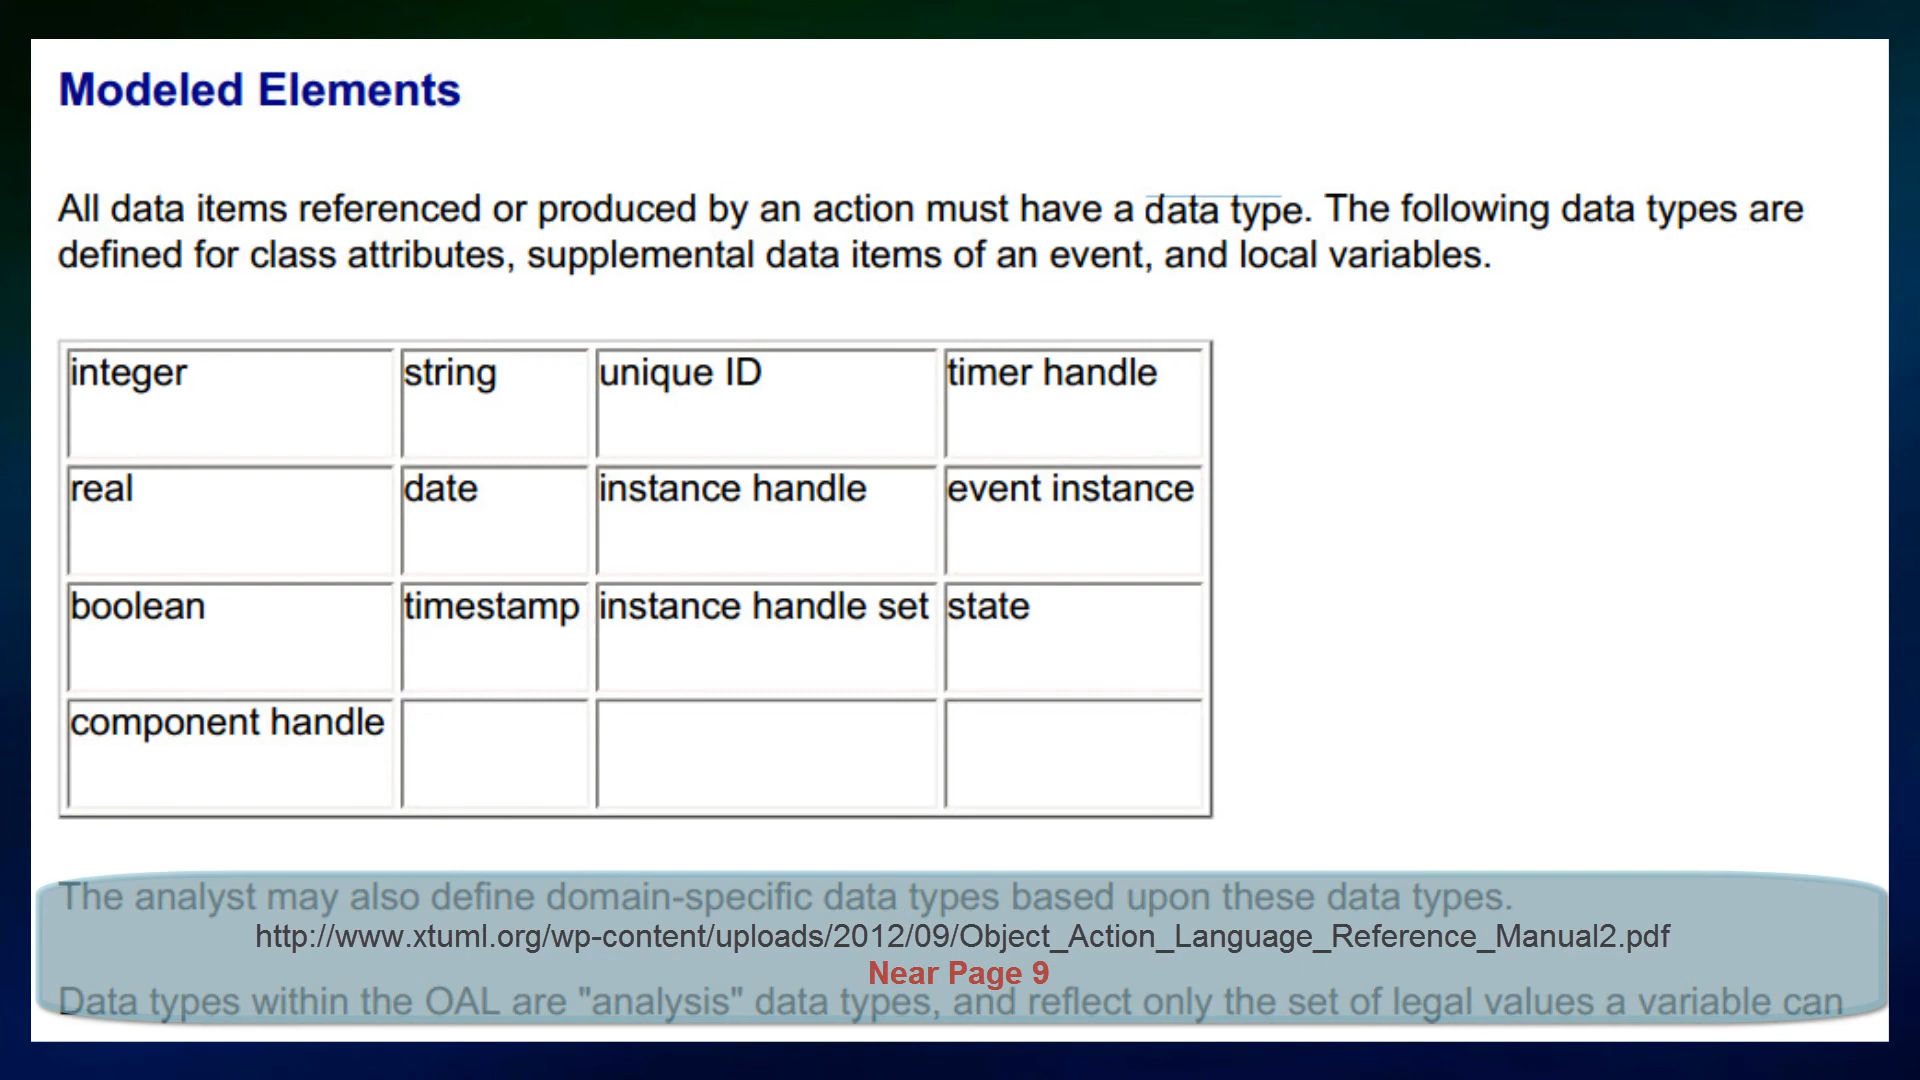 Modeled Elements
All data items referenced or produced by an action must have a data type. The following data types are
defined for class attributes, supplemental data items of an event, and local variables.
integer string unique ID timer handle
real date instance handle event instance
boolean timestamp instance handle set state
component handle
The analyst may also define domain-specific data types based upon these data types.
http://www.xtuml.org/wp-content/uploads/2012/09/Object_Action_Language_Reference_Manual2.pdf
Near Page 9
Data types within the OAL are "analysis" data types, and reflect only the set of legal values a variable can